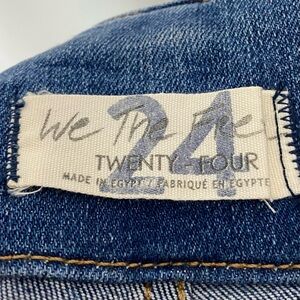 We The Free
24
TWENTY-FOUR
MADE IN EGYPT / FABRIQUÉ EN EGYPTE